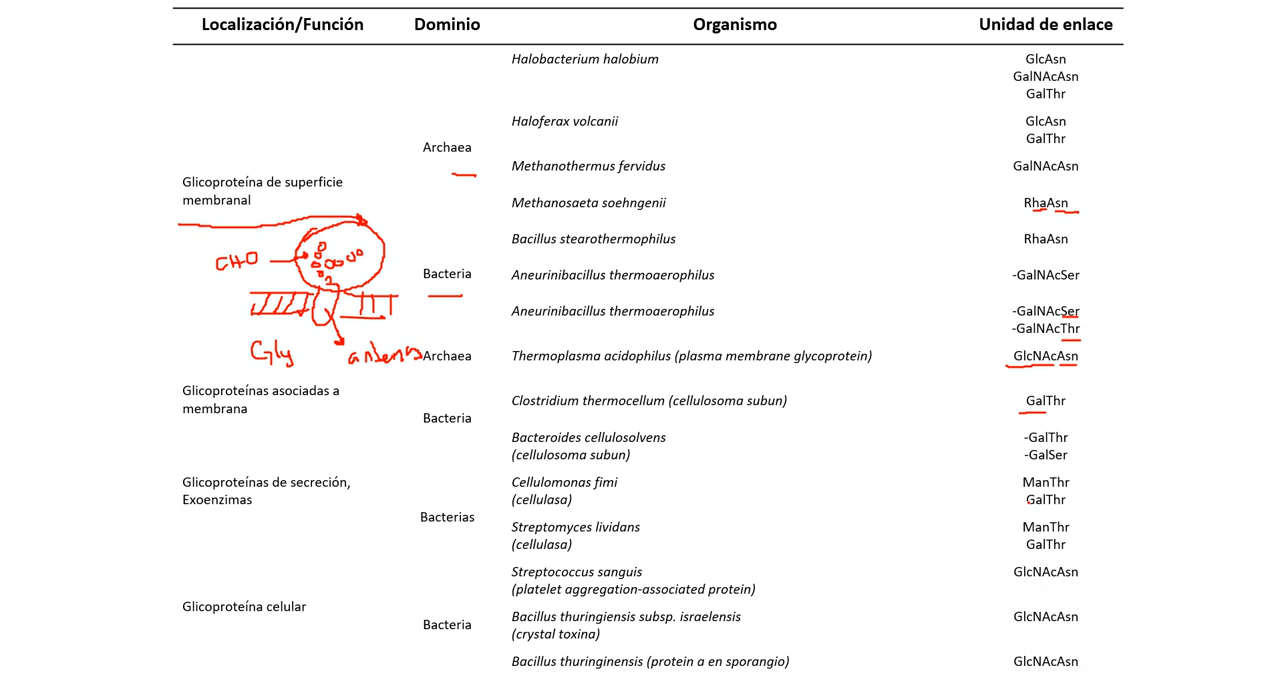 Localización/Función Dominio Organismo Unidad de enlace
Halobacterium halobium GlcAsn
GalNAcAsn
GalThr
Haloferax volcanii GlcAsn
GalThr
Archaea
Methanothermus fervidus GalNAcAsn
Glicoproteína de superficie
membranal
Methanosaeta soehngenii RhaAsn
Bacillus stearothermophilus RhaAsn
CHO
Bacteria Aneurinibacillus thermoaerophilus -GalNAcSer
Aneurinibacillus thermoaerophilus -GalNAcSer
-GalNAcThr
Gly antenas
Archaea Thermoplasma acidophilus (plasma membrane glycoprotein) GlcNAcAsn
Glicoproteínas asociadas a
membrana
Clostridium thermocellum (cellulosoma subun) GalThr
Bacteria
Bacteroides cellulosolvens -GalThr
(cellulosoma subun) -GalSer
Glicoproteínas de secreción,
Exoenzimas
Cellulomonas fimi ManThr
(cellulasa) GalThr
Bacterias
Streptomyces lividans ManThr
(cellulasa) GalThr
Streptococcus sanguis GlcNAcAsn
(platelet aggregation-associated protein)
Glicoproteína celular
Bacteria
Bacillus thuringiensis subsp. israelensis GlcNAcAsn
(crystal toxina)
Bacillus thuringinensis (protein a en sporangio) GlcNAcAsn